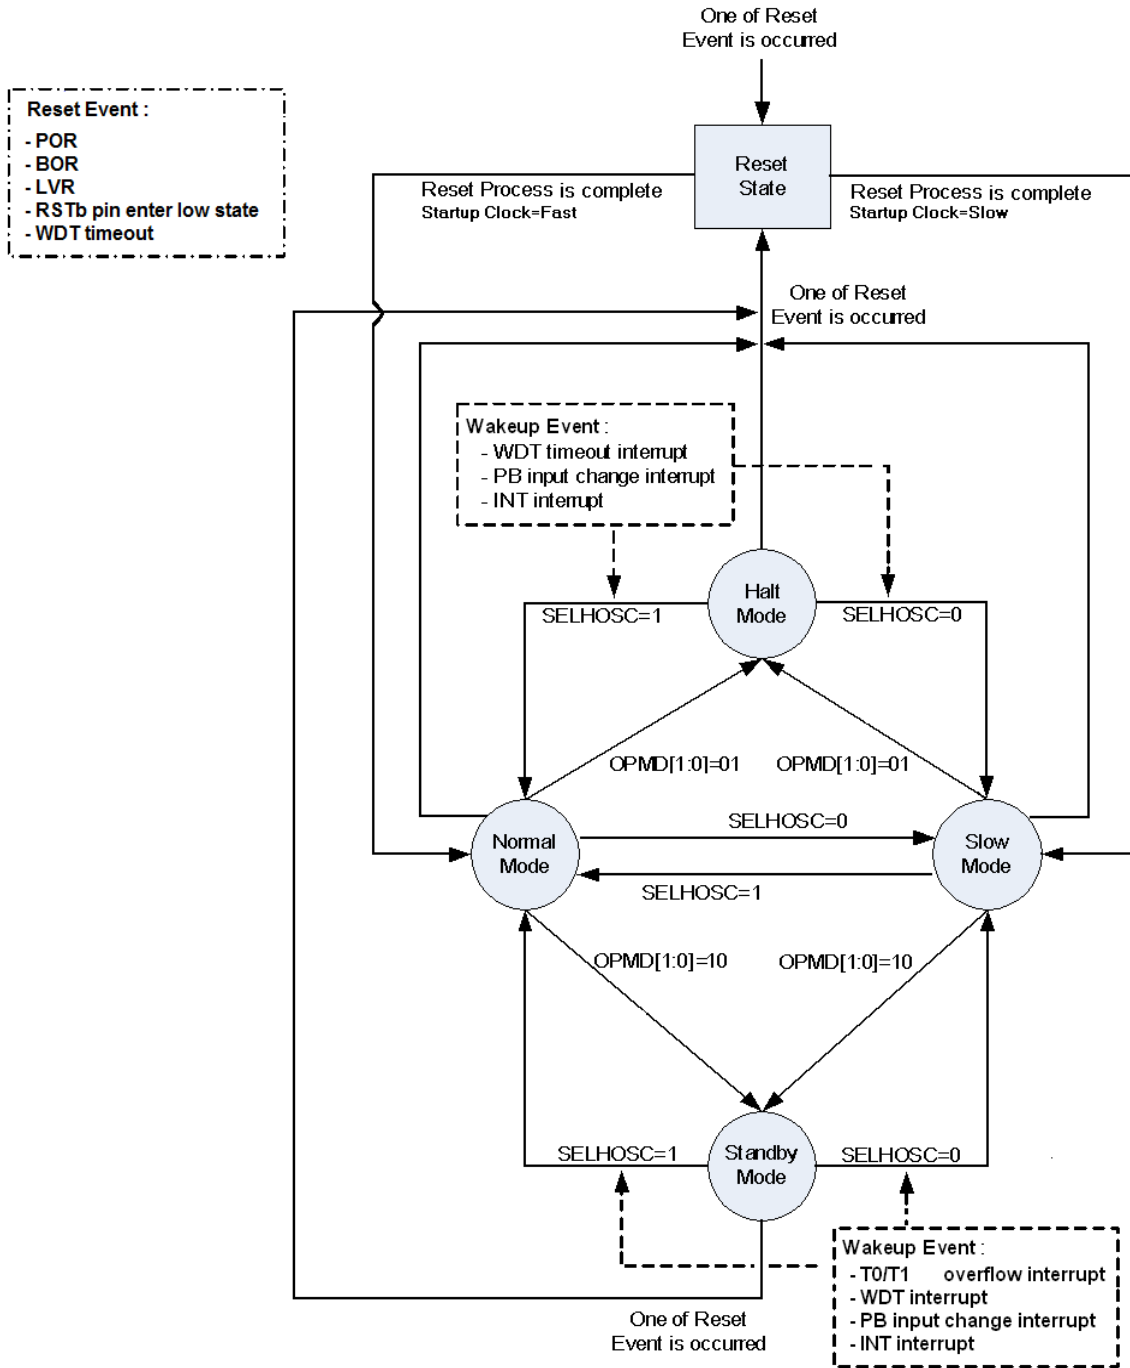 One of Reset
Event is occurred
Reset Event :
- POR
- BOR
- LVR
- RSTb pin enter low state
- WDT timeout
Reset
State
Reset Process is complete
Startup Clock=Fast
Reset Process is complete
Startup Clock=Slow
One of Reset
Event is occurred
Wakeup Event :
- WDT timeout interrupt
- PB input change interrupt
- INT interrupt
Halt
Mode
SELHOSC=1
SELHOSC=0
OPMD[1:0]=01
OPMD[1:0]=01
SELHOSC=0
Normal
Mode
Slow
Mode
SELHOSC=1
OPMD[1:0]=10
OPMD[1:0]=10
SELHOSC=1
Standby
Mode
SELHOSC=0
Wakeup Event :
- T0/T1 overflow interrupt
- WDT interrupt
- PB input change interrupt
- INT interrupt
One of Reset
Event is occurred